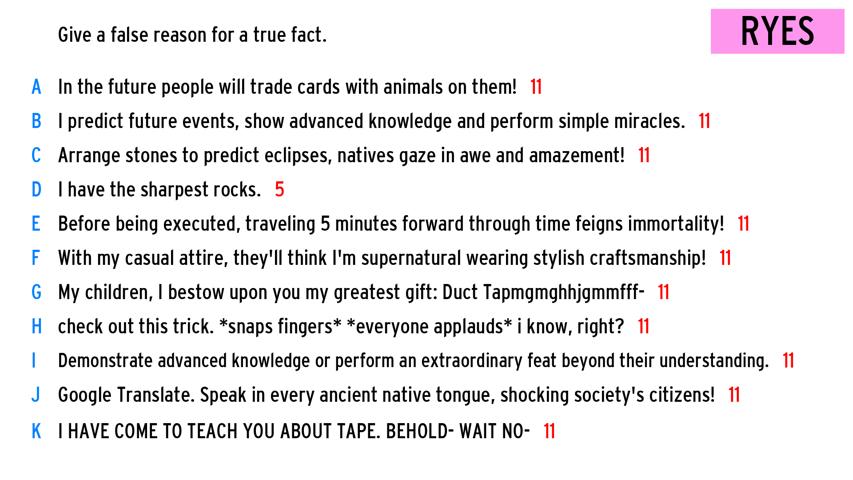 Give a false reason for a true fact.
RYES
A In the future people will trade cards with animals on them! 11
B I predict future events, show advanced knowledge and perform simple miracles. 11
C Arrange stones to predict eclipses, natives gaze in awe and amazement! 11
D I have the sharpest rocks. 5
E Before being executed, traveling 5 minutes forward through time feigns immortality! 11
F With my casual attire, they'll think I'm supernatural wearing stylish craftsmanship! 11
G My children, I bestow upon you my greatest gift: Duct Tapmgmghhjgmmfff- 11
H check out this trick. *snaps fingers* *everyone applauds* i know, right? 11
I Demonstrate advanced knowledge or perform an extraordinary feat beyond their understanding. 11
J Google Translate. Speak in every ancient native tongue, shocking society's citizens! 11
K I HAVE COME TO TEACH YOU ABOUT TAPE. BEHOLD- WAIT NO- 11